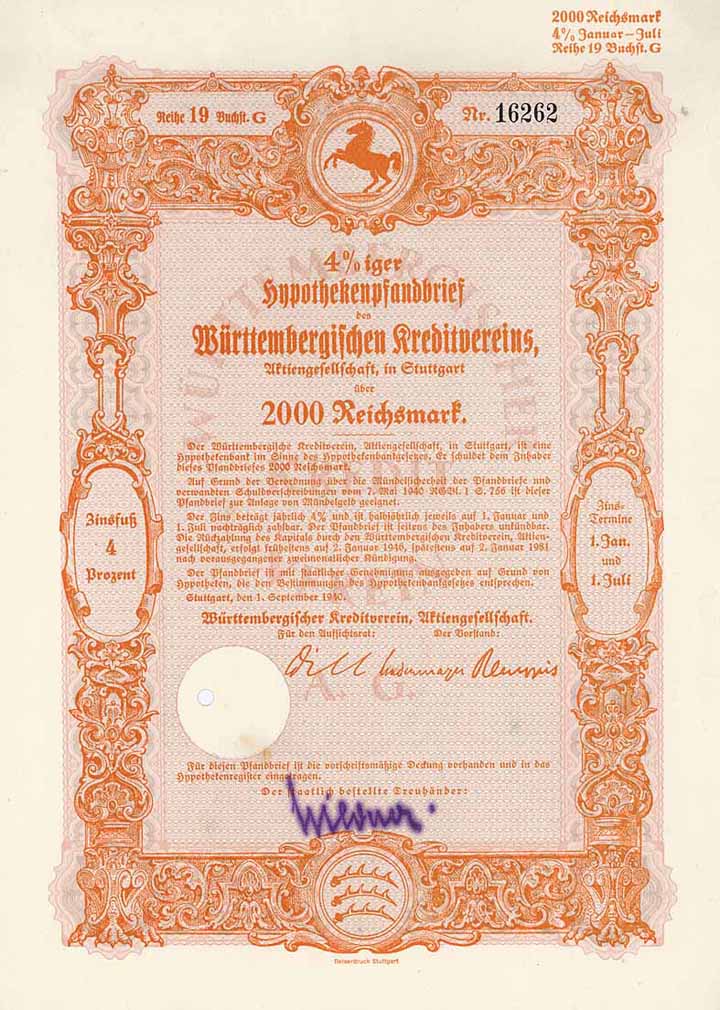 2000 Reichsmark
4% Januar–Juli
Reihe 19 Buchst. G
Reihe 19 Buchst. G
Nr. 16262
4%iger
Hypothekenpfandbrief
des
Württembergischen Kreditvereins,
Aktiengesellschaft, in Stuttgart
über
2000 Reichsmark.
Der Württembergische Kreditverein, Aktiengesellschaft, in Stuttgart, ist eine
Hypothekenbank im Sinne des Hypothekenbankgesetzes. Er schuldet dem Inhaber
dieses Pfandbriefes 2000 Reichsmark.
Auf Grund der Verordnung über die Mündelsicherheit der Pfandbriefe und
verwandten Schuldverschreibungen vom 7. Mai 1940 RGBl. I S. 756 ist dieser
Pfandbrief zur Anlage von Mündelgeld geeignet.
Der Zins beträgt jährlich 4% und ist halbjährlich jeweils auf 1. Januar und
1. Juli nachträglich zahlbar. Der Pfandbrief ist seitens des Inhabers unkündbar.
Die Rückzahlung des Kapitals durch den Württembergischen Kreditverein, Aktien-
gesellschaft, erfolgt frühestens auf 2. Januar 1946, spätestens auf 2. Januar 1981
nach vorausgegangener zweimonatlicher Kündigung.
Der Pfandbrief ist mit staatlicher Genehmigung ausgegeben auf Grund von
Hypotheken, die den Bestimmungen des Hypothekenbankgesetzes entsprechen.
Stuttgart, den 1. September 1940.
Württembergischer Kreditverein, Aktiengesellschaft.
Für den Aufsichtsrat: Der Vorstand:
Zinsfuß
4
Prozent
Zins-
Termine
1. Jan.
und
1. Juli
WÜRTTEMBERGISCHER
KREDIT
VEREIN
A. G.
Für diesen Pfandbrief ist die vorschriftsmäßige Deckung vorhanden und in das
Hypothekenregister eingetragen.
Der staatlich bestellte Treuhänder:
Belserdruck Stuttgart